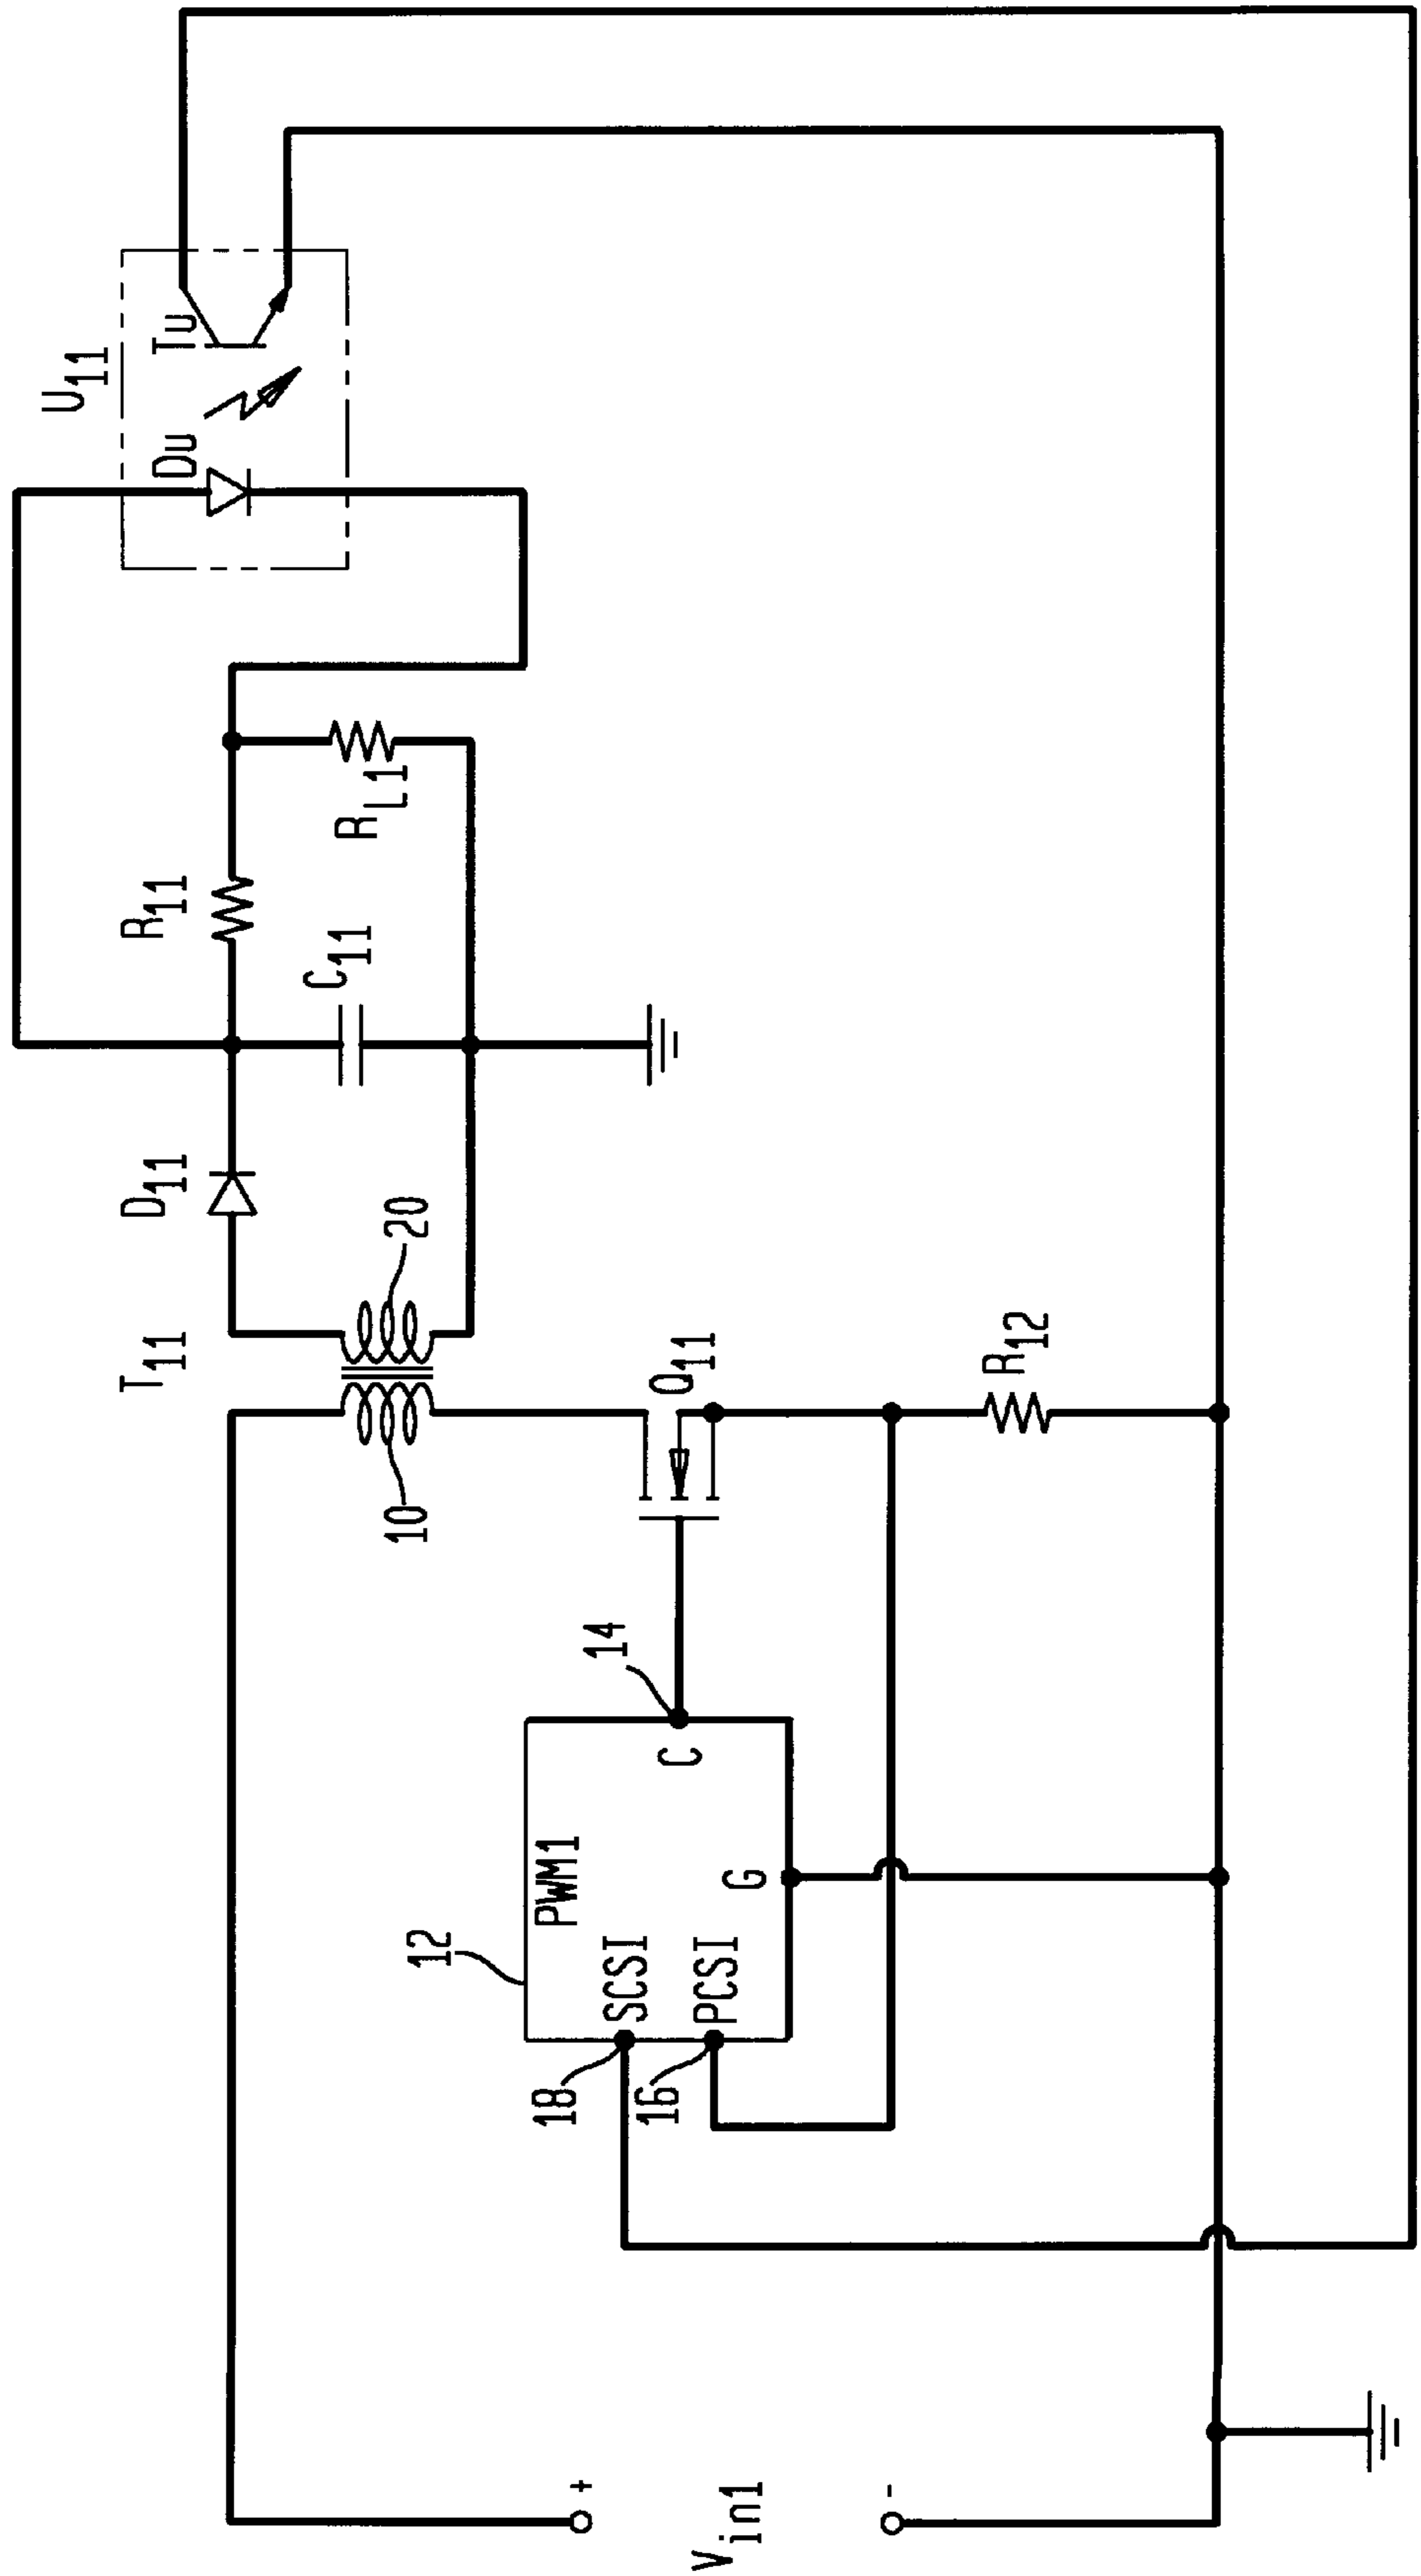 U11
Du
Tu
R11
C11
RL1
D11
T11
10
20
Q11
R12
12
PWM1
14
C
G
SCSI
18
PCSI
16
+
Vin1
-